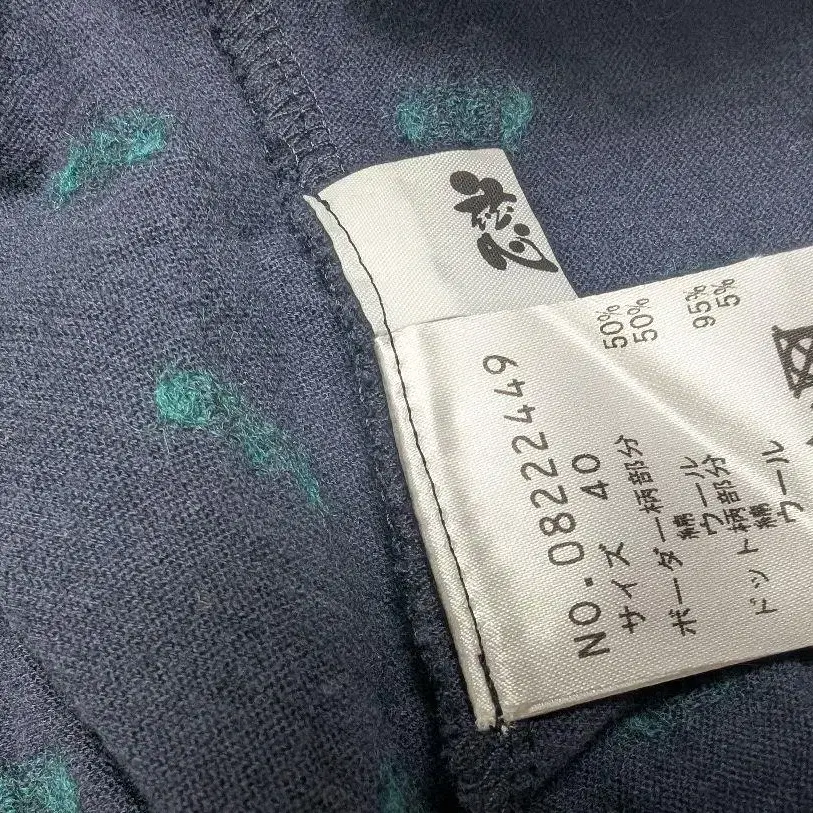 NO.08222449
サイズ 40
ボーダー柄部分
綿 50%
ウール 50%
ドット柄部分
綿 95%
ウール 5%